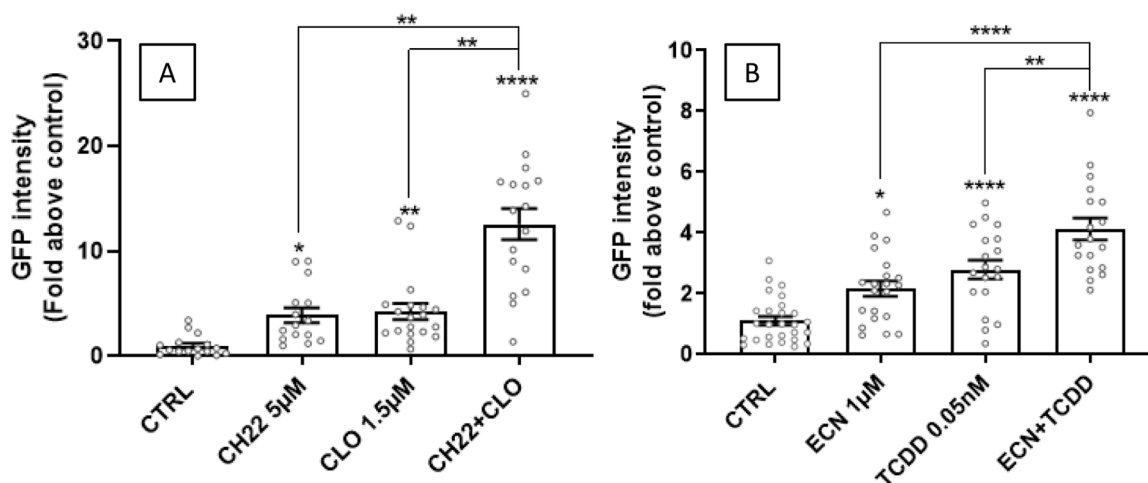 A
GFP intensity
(Fold above control)
30
20
10
0
**
**
****
*
**
CTRL
CH22 5µM
CLO 1.5µM
CH22+CLO
B
GFP intensity
(fold above control)
10
8
6
4
2
0
****
**
****
*
****
CTRL
ECN 1µM
TCDD 0.05nM
ECN+TCDD